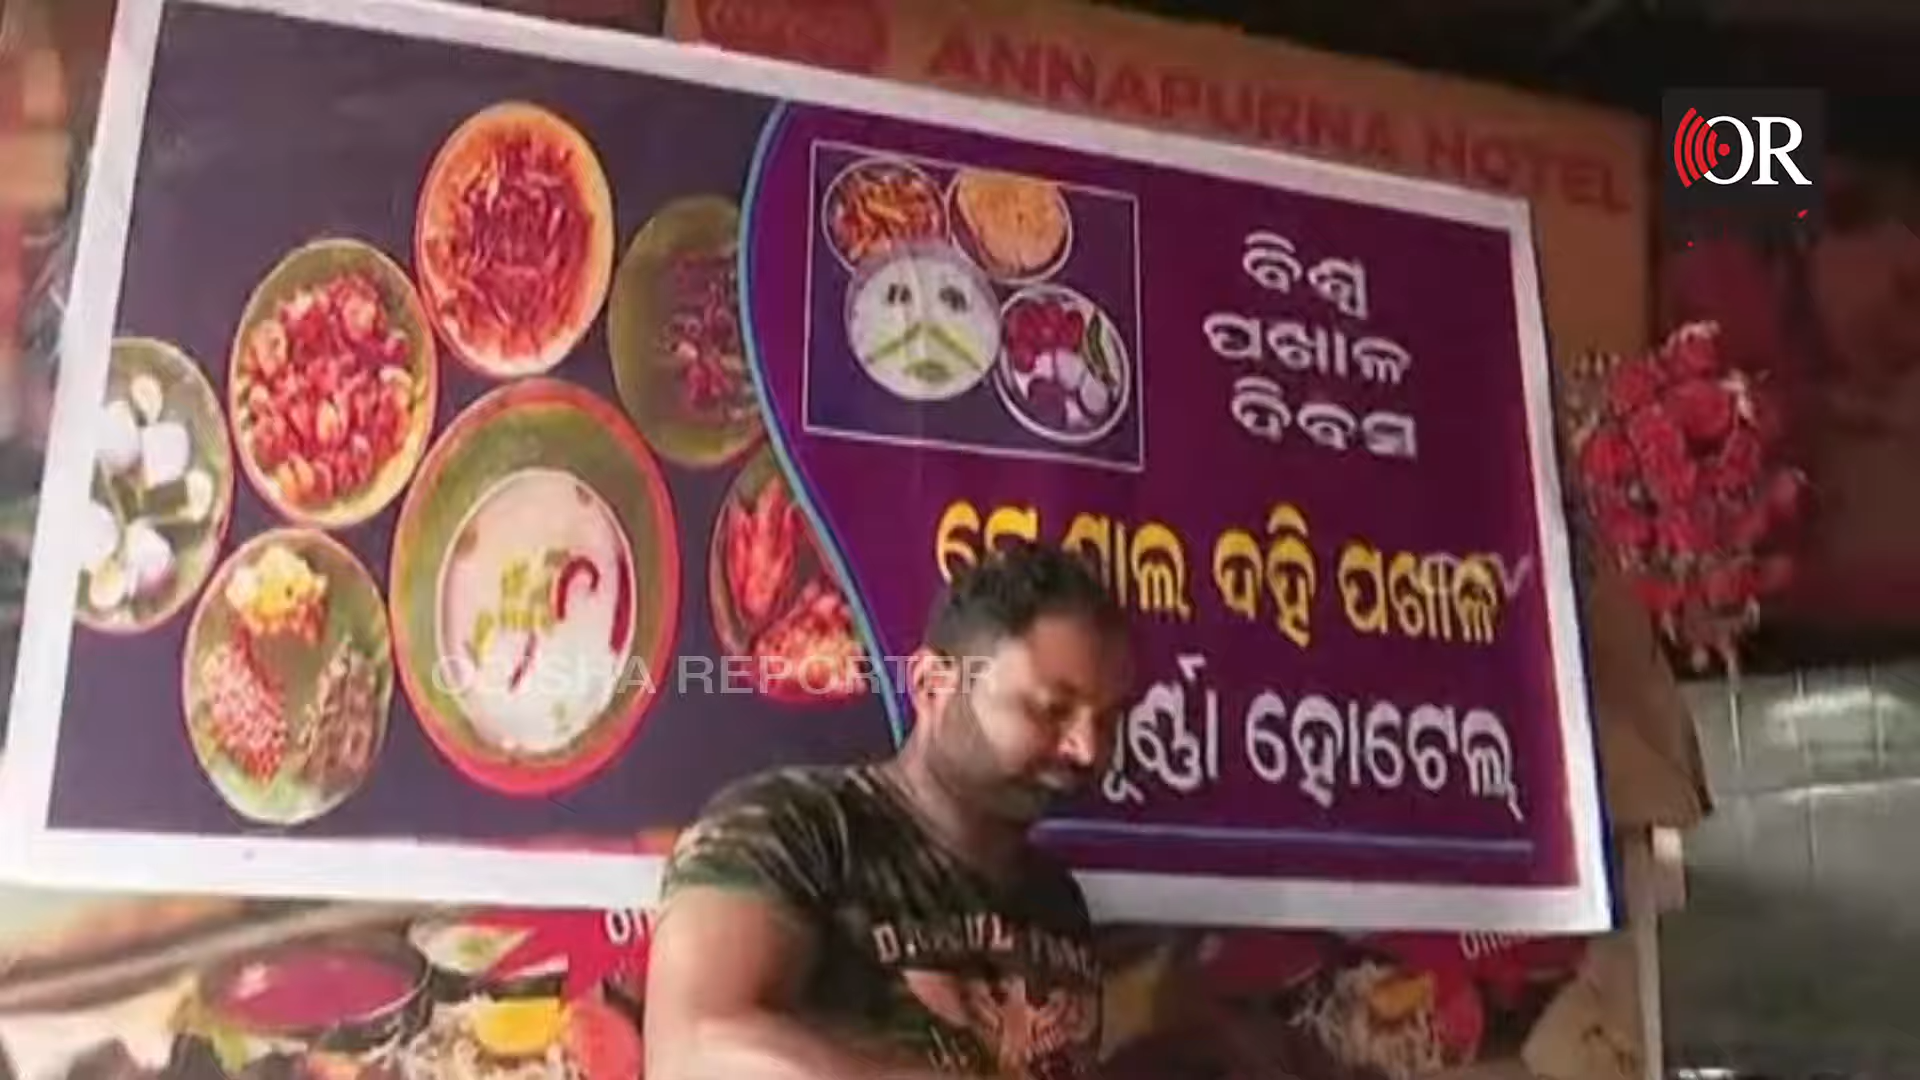 ANNAPURNA HOTEL
OR
ବିଶ୍ୱ
ପଖାଳ
ଦିବସ
ଦହି ପଖାଳ
ହୋଟେଲ୍
ODISHA REPORTER